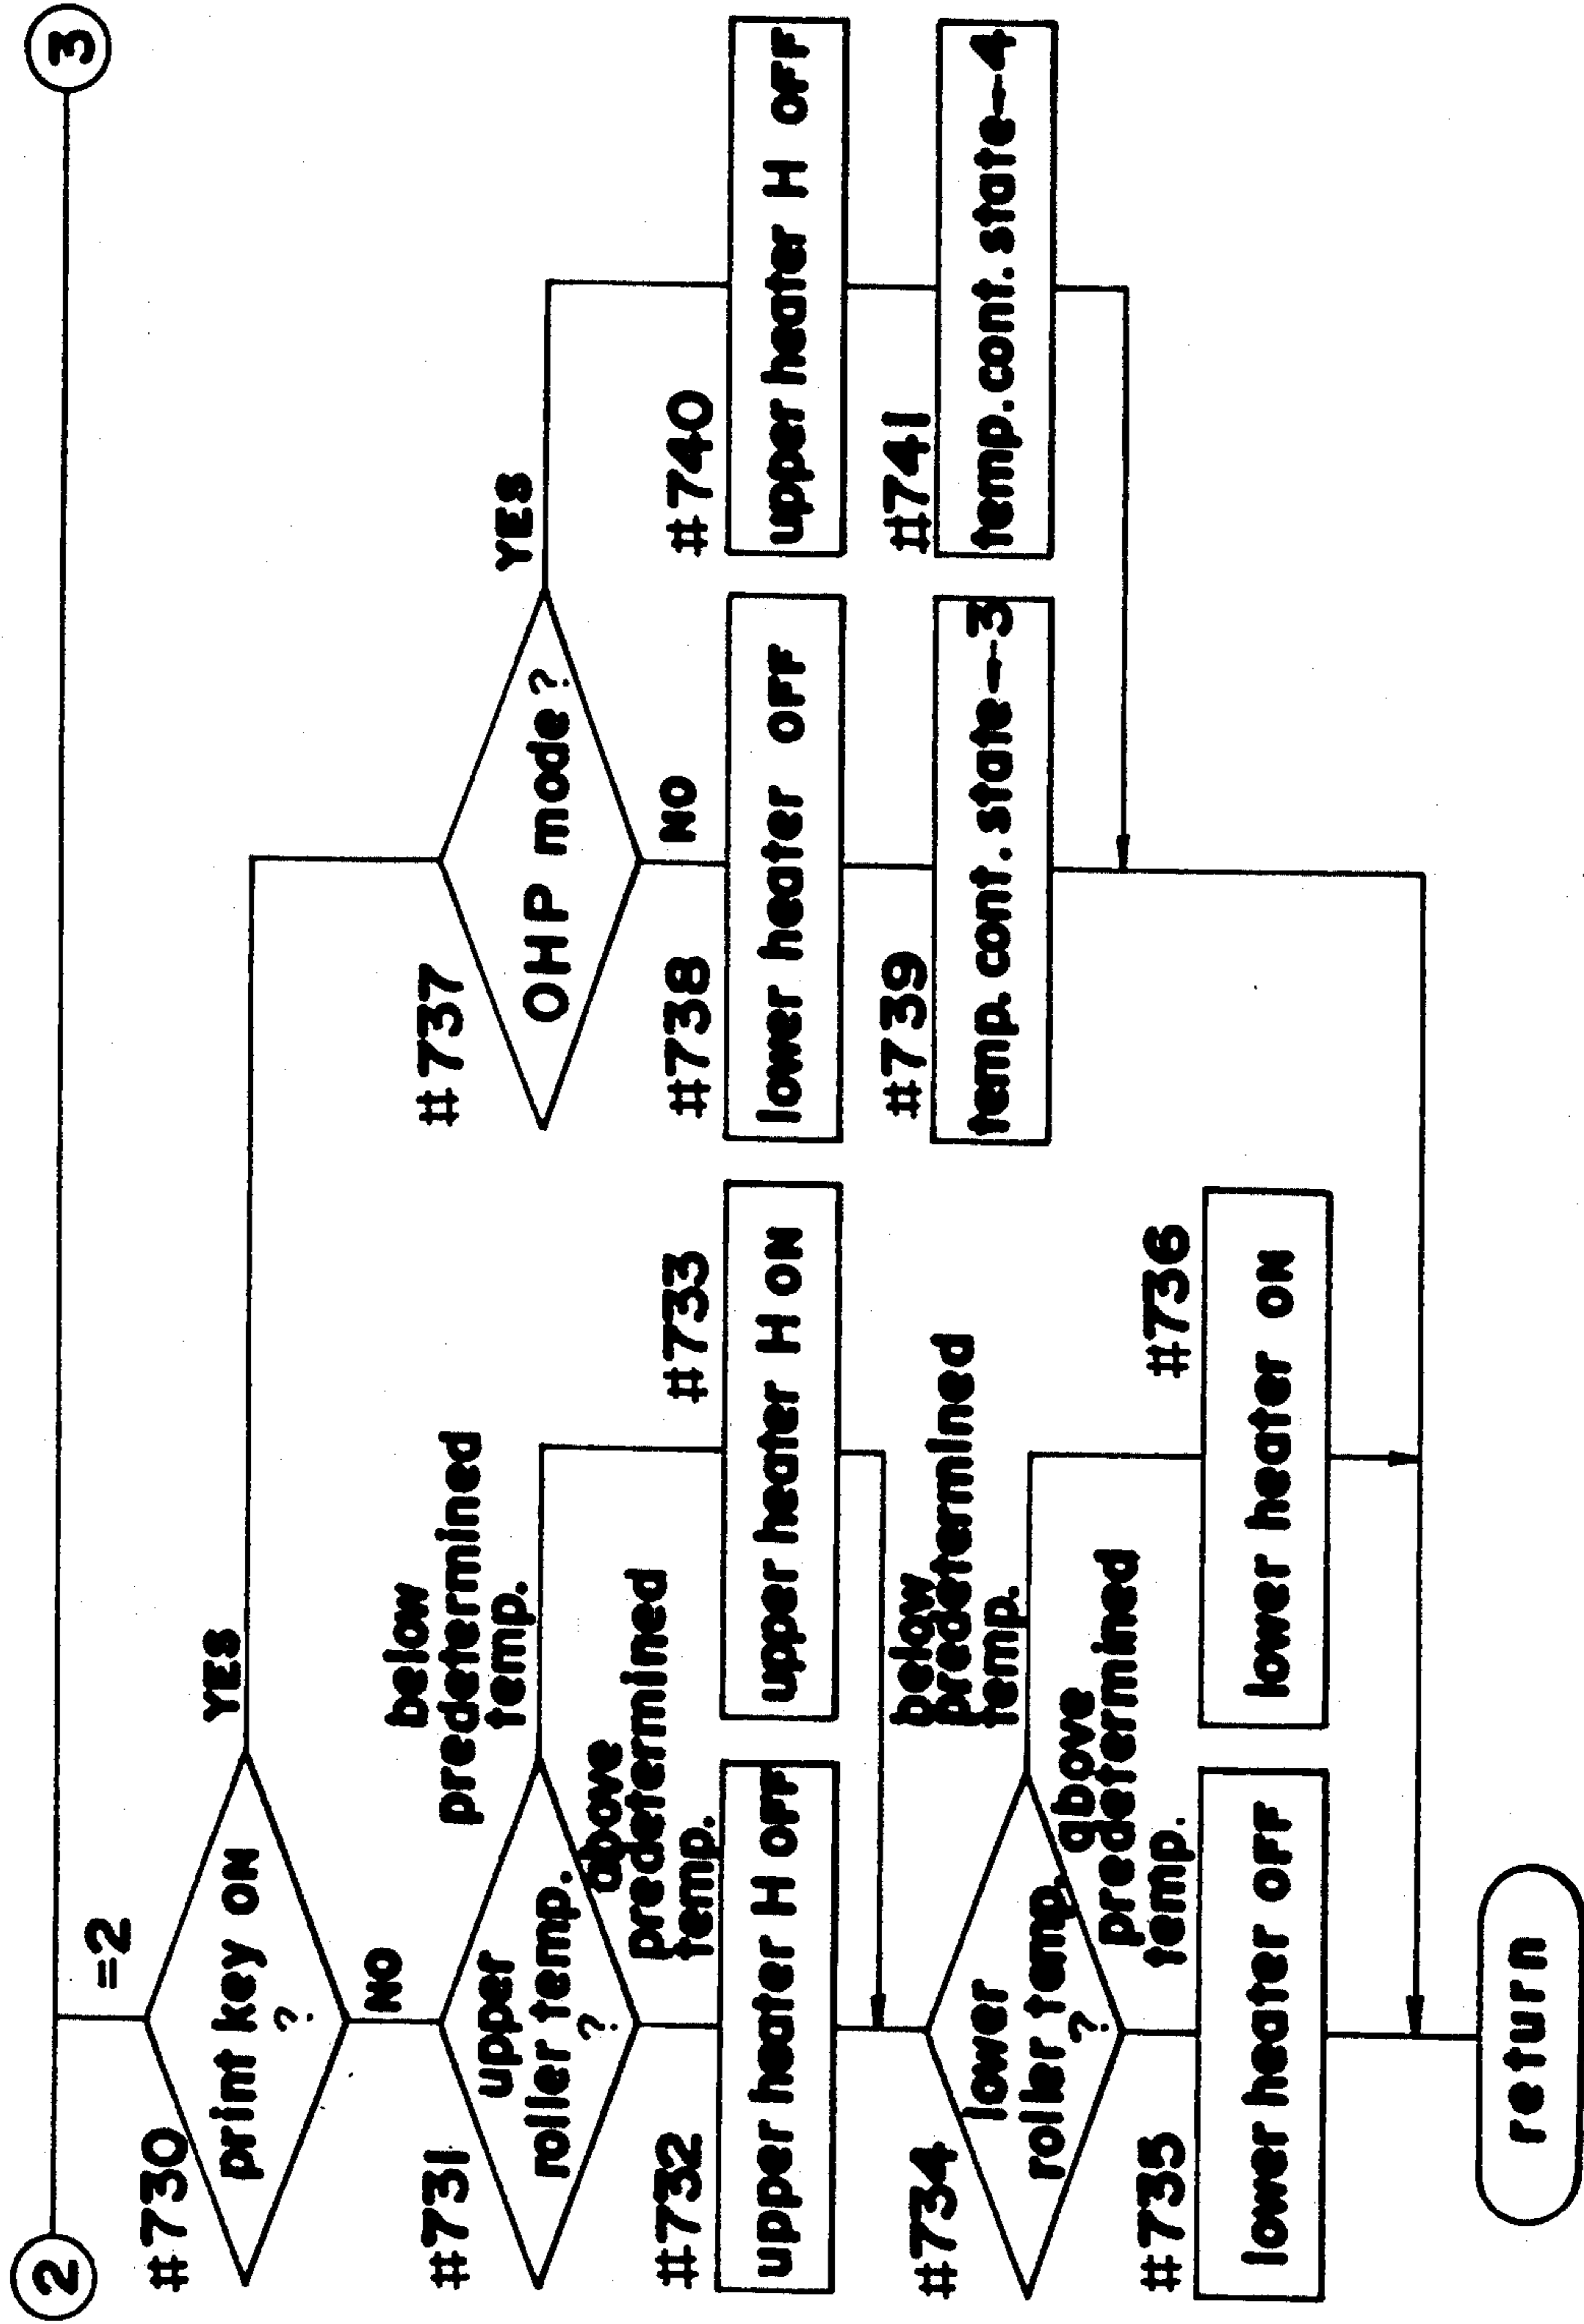 2
3
=2
#730
print key ON
?
YES
NO
#731
upper
roller temp.
?
below
predetermined
temp.
above
predetermined
temp.
#732
upper heater H OFF
#733
upper heater H ON
#734
lower
roller temp.
?
below
predetermined
temp.
above
predetermined
temp.
#735
lower heater OFF
#736
lower heater ON
#737
OHP mode?
YES
NO
#738
lower heater OFF
#739
temp. cont. state←3
#740
upper heater H OFF
#741
temp. cont. state←4
return